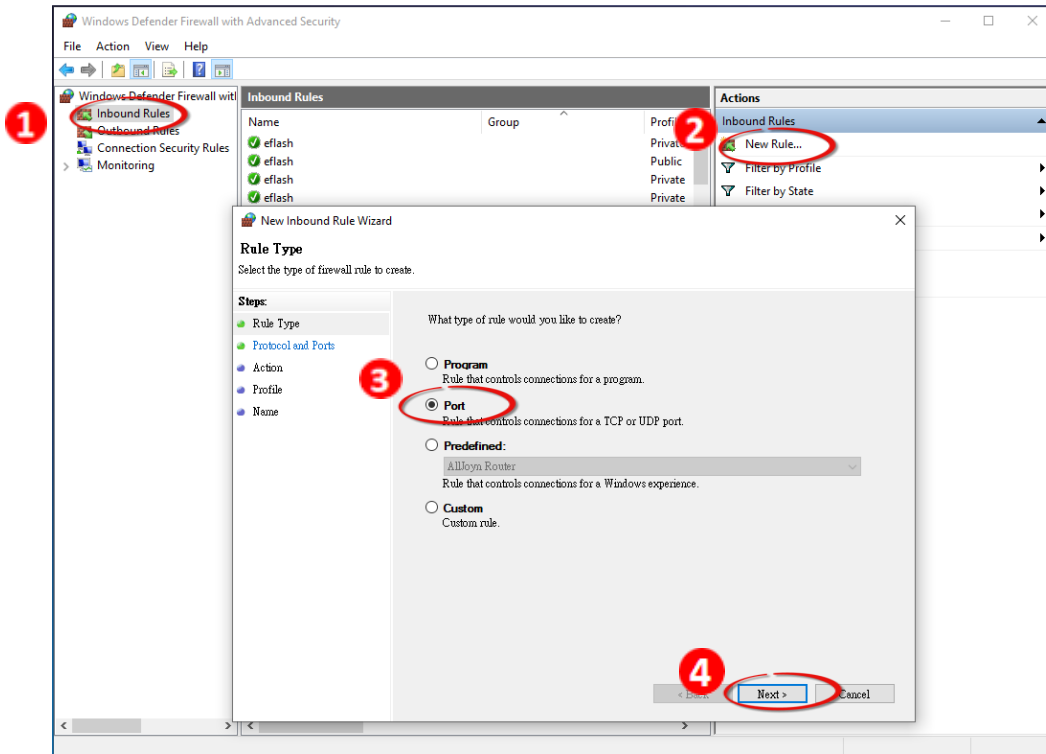 Windows Defender Firewall with Advanced Security
File Action View Help
Windows Defender Firewall witl
Inbound Rules
Outbound Rules
Connection Security Rules
Monitoring
1
Inbound Rules
Name Group Profil
eflash Private
eflash Public
eflash Private
eflash Private
Actions
Inbound Rules
2
New Rule...
Filter by Profile
Filter by State
New Inbound Rule Wizard
Rule Type
Select the type of firewall rule to create.
Steps:
Rule Type
Protocol and Ports
Action
Profile
Name
What type of rule would you like to create?
3
Program
Rule that controls connections for a program.
Port
Rule that controls connections for a TCP or UDP port.
Predefined:
AllJoyn Router
Rule that controls connections for a Windows experience.
Custom
Custom rule.
4
< Back
Next >
Cancel